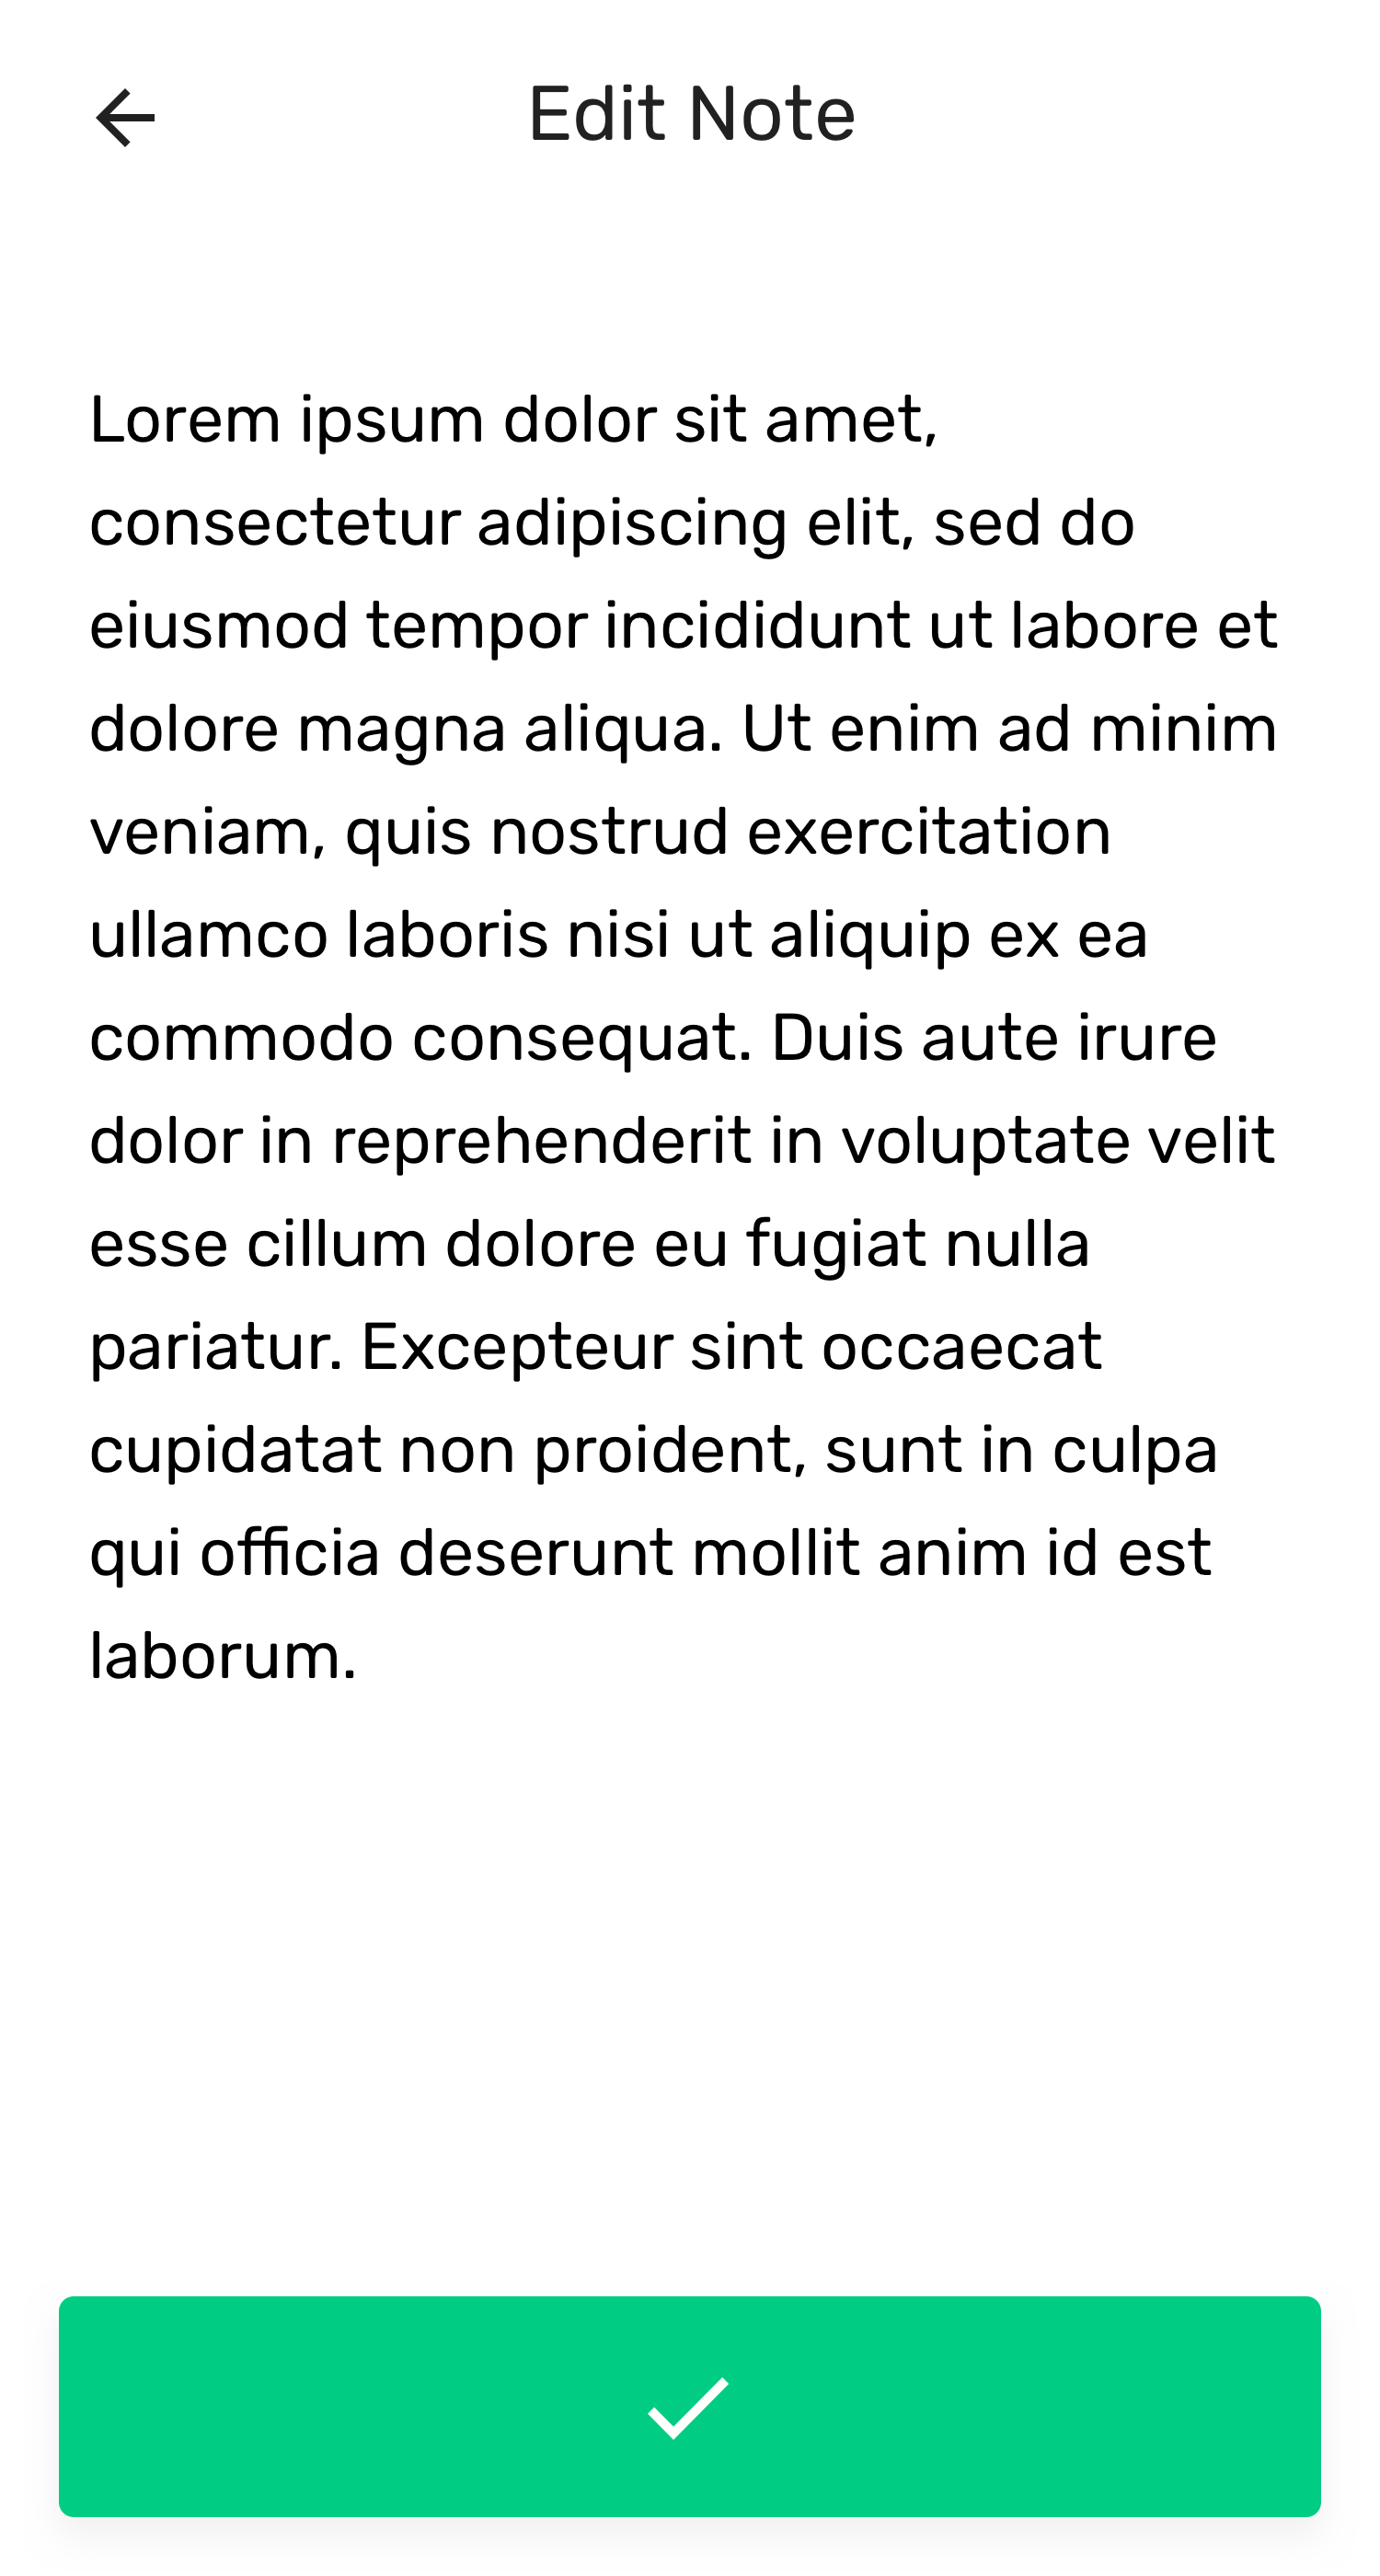 Edit Note
Lorem ipsum dolor sit amet,
consectetur adipiscing elit, sed do
eiusmod tempor incididunt ut labore et
dolore magna aliqua. Ut enim ad minim
veniam, quis nostrud exercitation
ullamco laboris nisi ut aliquip ex ea
commodo consequat. Duis aute irure
dolor in reprehenderit in voluptate velit
esse cillum dolore eu fugiat nulla
pariatur. Excepteur sint occaecat
cupidatat non proident, sunt in culpa
qui officia deserunt mollit anim id est
laborum.